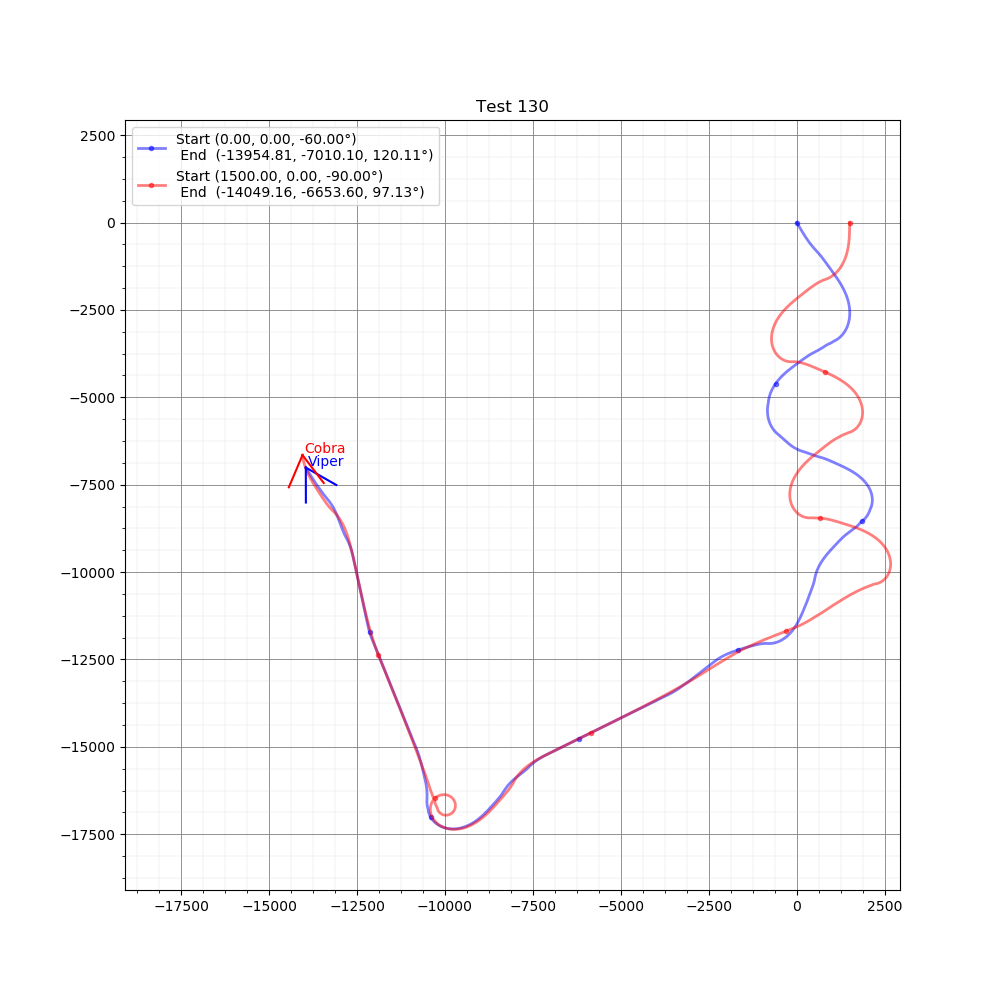 Test 130
Start (0.00, 0.00, -60.00°)
End (-13954.81, -7010.10, 120.11°)
Start (1500.00, 0.00, -90.00°)
End (-14049.16, -6653.60, 97.13°)
2500
0
−2500
−5000
−7500
−10000
−12500
−15000
−17500
Cobra
Viper
−17500 −15000 −12500 −10000 −7500 −5000 −2500 0 2500